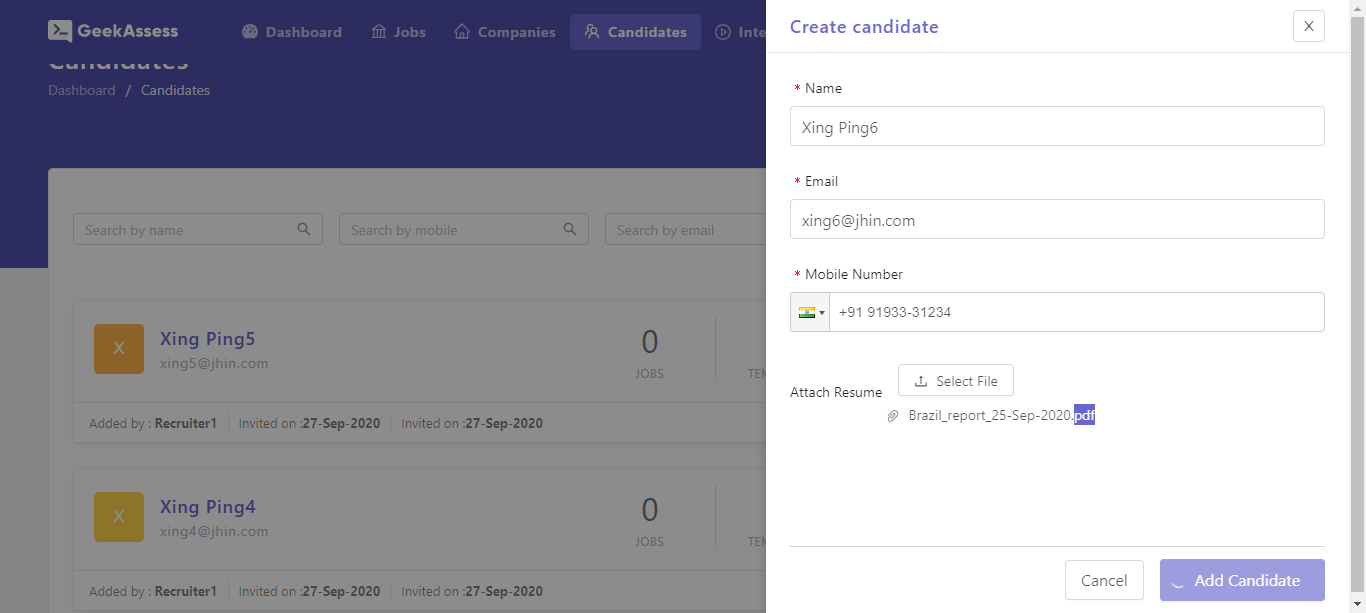 GeekAssess
Dashboard
Jobs
Companies
Candidates
Inte
Candidates
Dashboard / Candidates
Search by name
Search by mobile
Search by email
X
Xing Ping5
xing5@jhin.com
0
JOBS
TEM
Added by : Recruiter1
Invited on :27-Sep-2020
Invited on :27-Sep-2020
X
Xing Ping4
xing4@jhin.com
0
JOBS
TEM
Added by : Recruiter1
Invited on :27-Sep-2020
Invited on :27-Sep-2020
Create candidate
X
* Name
Xing Ping6
* Email
xing6@jhin.com
* Mobile Number
+91 91933-31234
Attach Resume
Select File
Brazil_report_25-Sep-2020.pdf
Cancel
Add Candidate